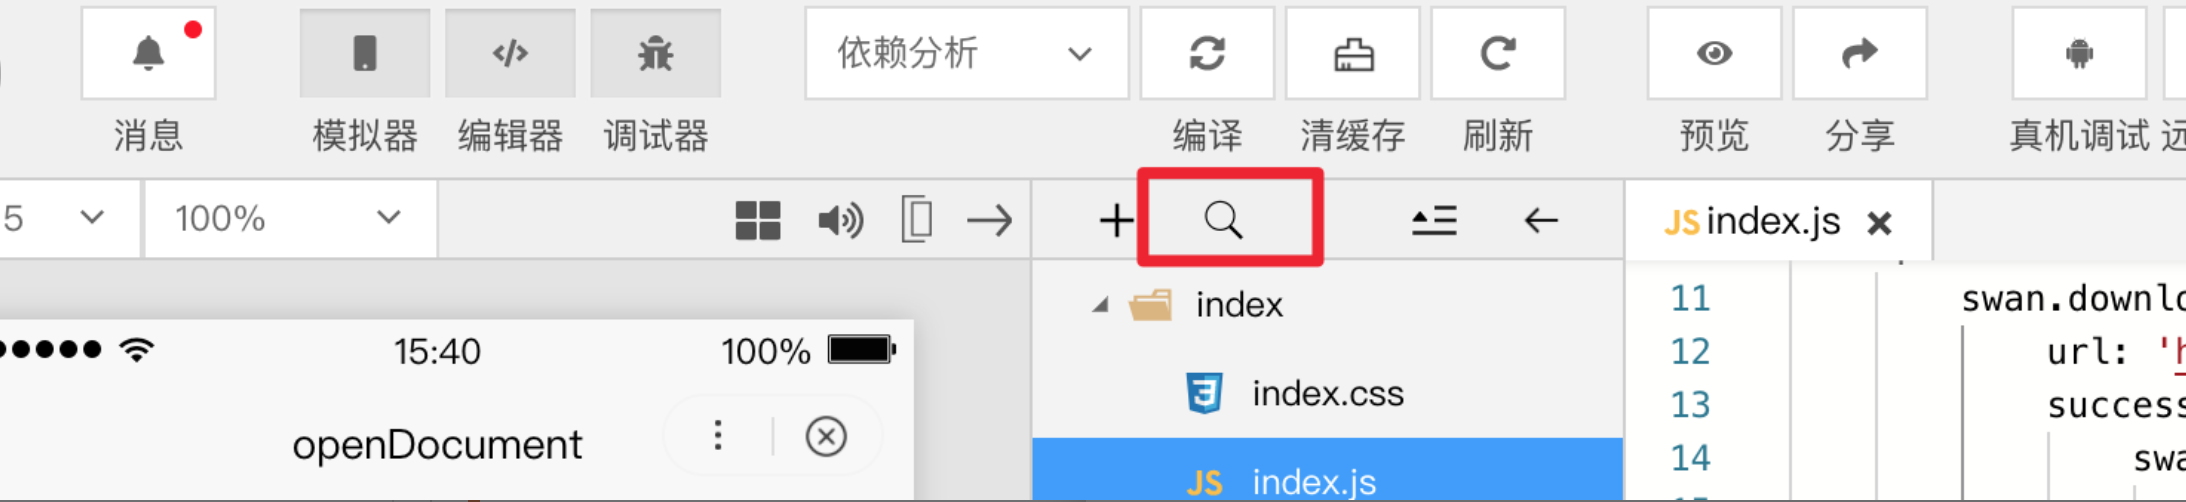 依赖分析
消息 模拟器 编辑器 调试器 编译 清缓存 刷新 预览 分享 真机调试 远
5 100% JS index.js
index
15:40 100%
index.css
openDocument
JS index.js
11 swan.downlo
12 url: 'h
13 success
14 swa